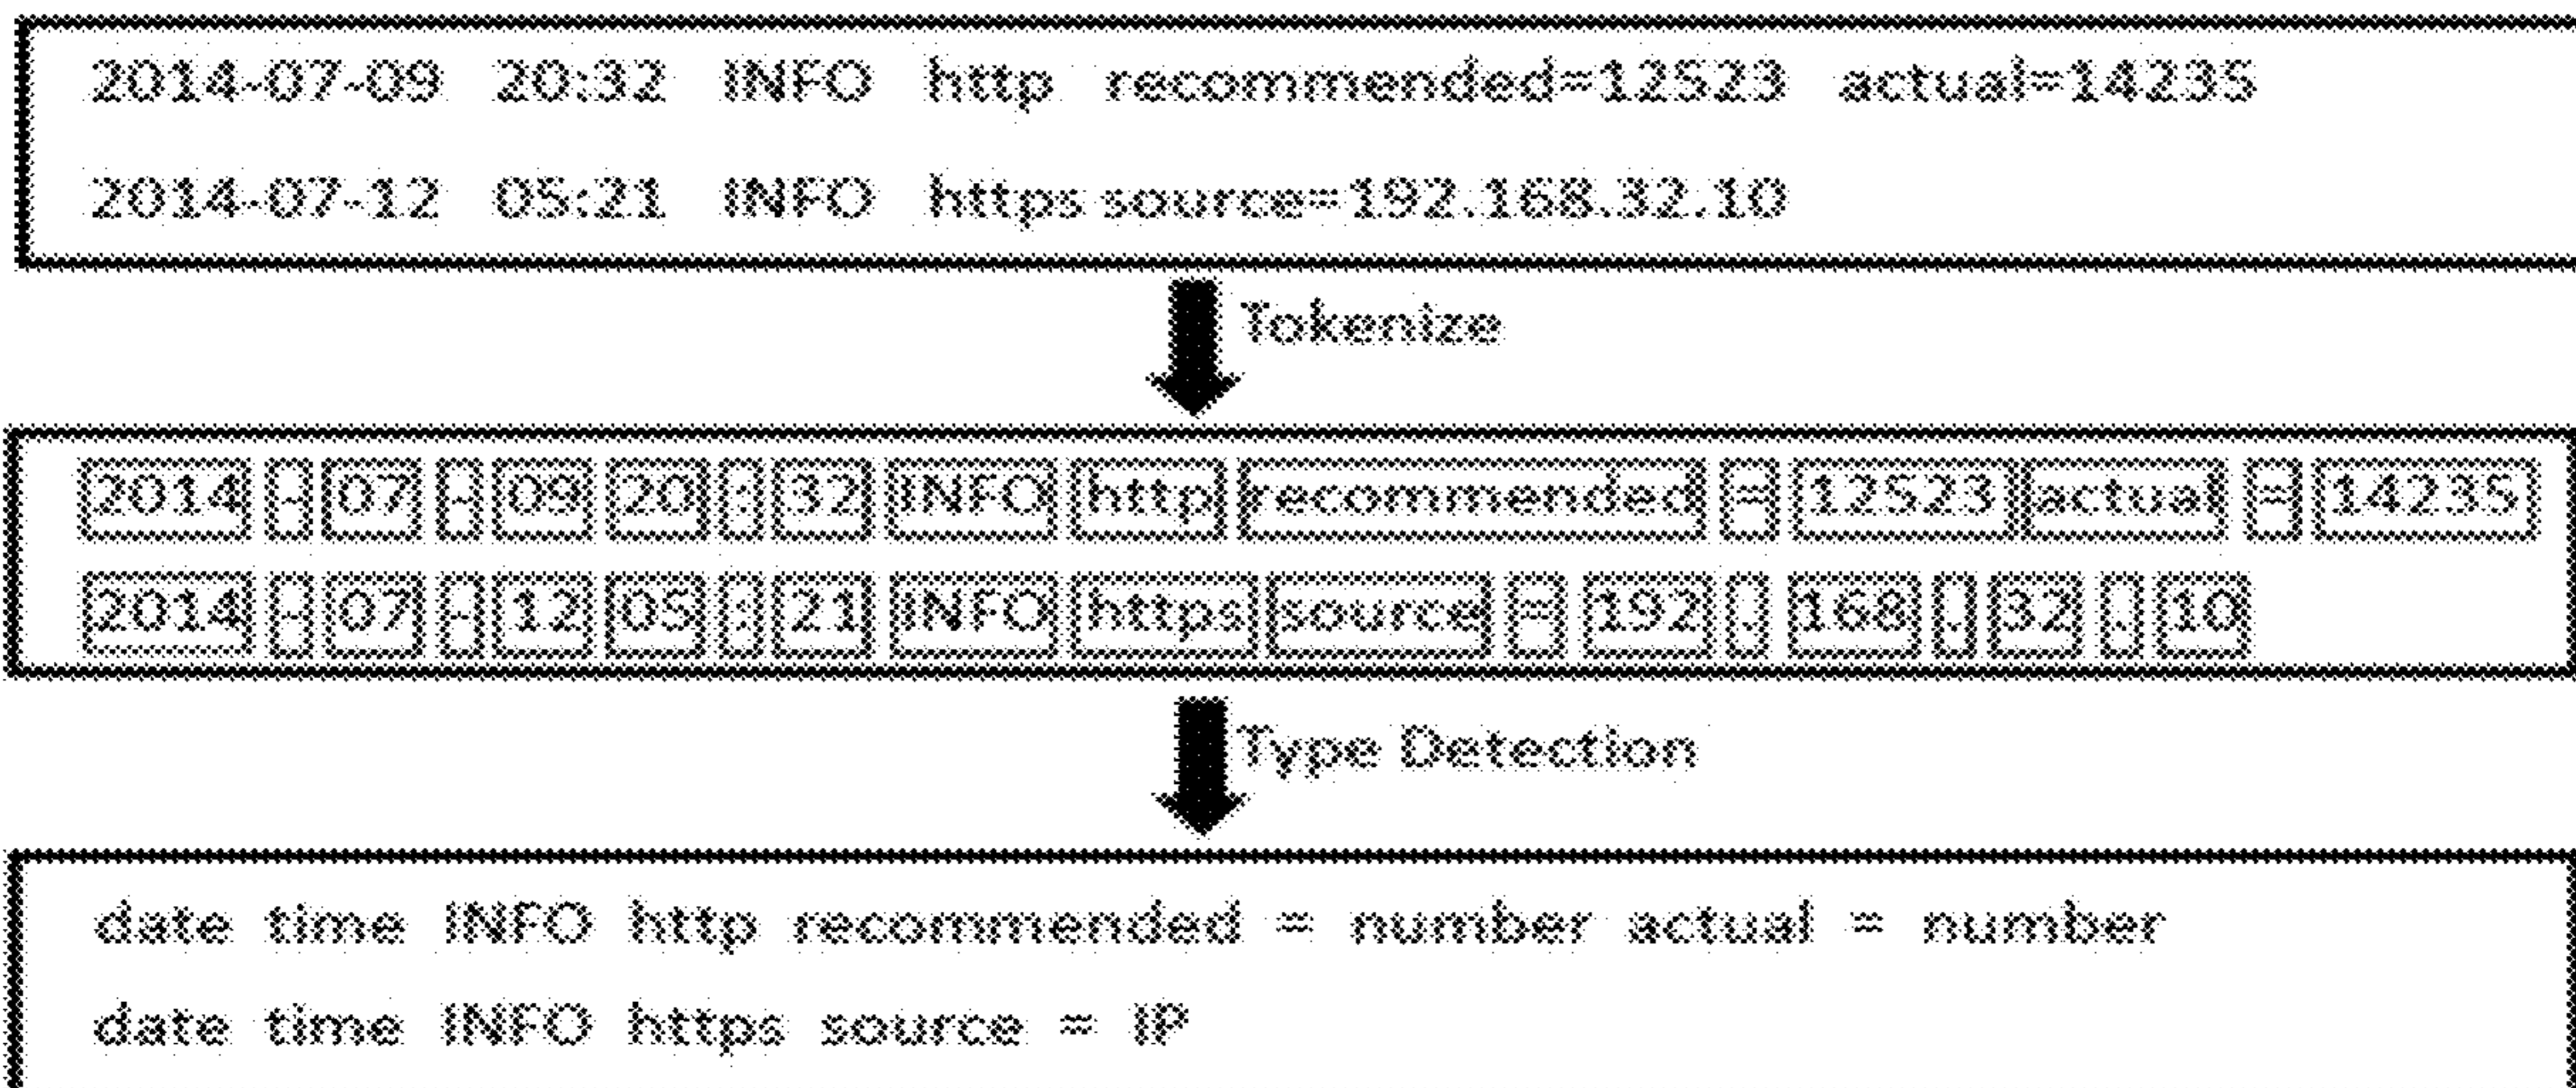 2014-07-09 20:32 INFO http recommended=12523 actual=14235
2014-07-12 05:21 INFO https source=192.168.32.10
Tokenize
2014 - 07 - 09 20 : 32 INFO http recommended = 12523 actual = 14235
2014 - 07 - 12 05 : 21 INFO https source = 192 . 168 . 32 . 10
Type Detection
date time INFO http recommended = number actual = number
date time INFO https source = IP